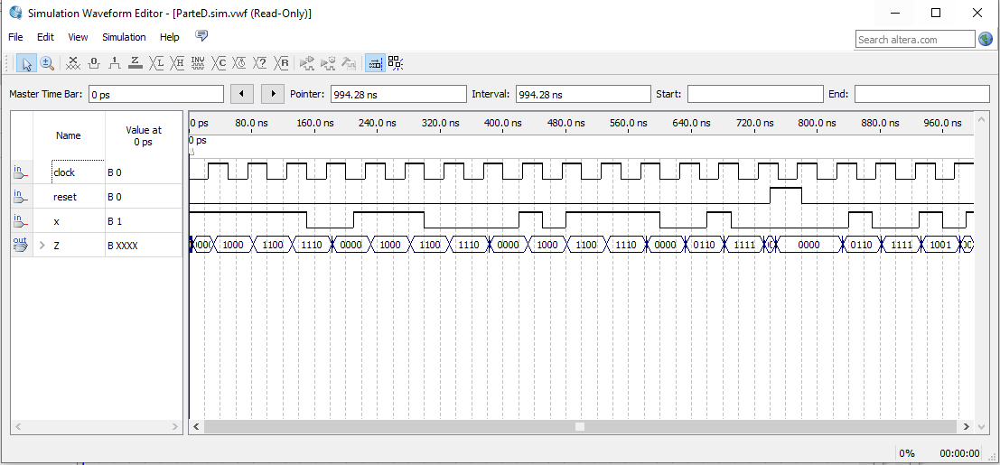 Simulation Waveform Editor - [ParteD.sim.vwf (Read-Only)]
File Edit View Simulation Help
Search altera.com
Master Time Bar: 0 ps Pointer: 994.28 ns Interval: 994.28 ns Start: End:
Name Value at 0 ps
0 ps 80.0 ns 160.0 ns 240.0 ns 320.0 ns 400.0 ns 480.0 ns 560.0 ns 640.0 ns 720.0 ns 800.0 ns 880.0 ns 960.0 ns
0 ps
in clock B 0
in reset B 0
in x B 1
out Z B XXXX 1000 1100 1110 0000 1000 1100 1110 0000 1000 1100 1110 0000 0110 1111 0000 0110 1111 1001
0% 00:00:00